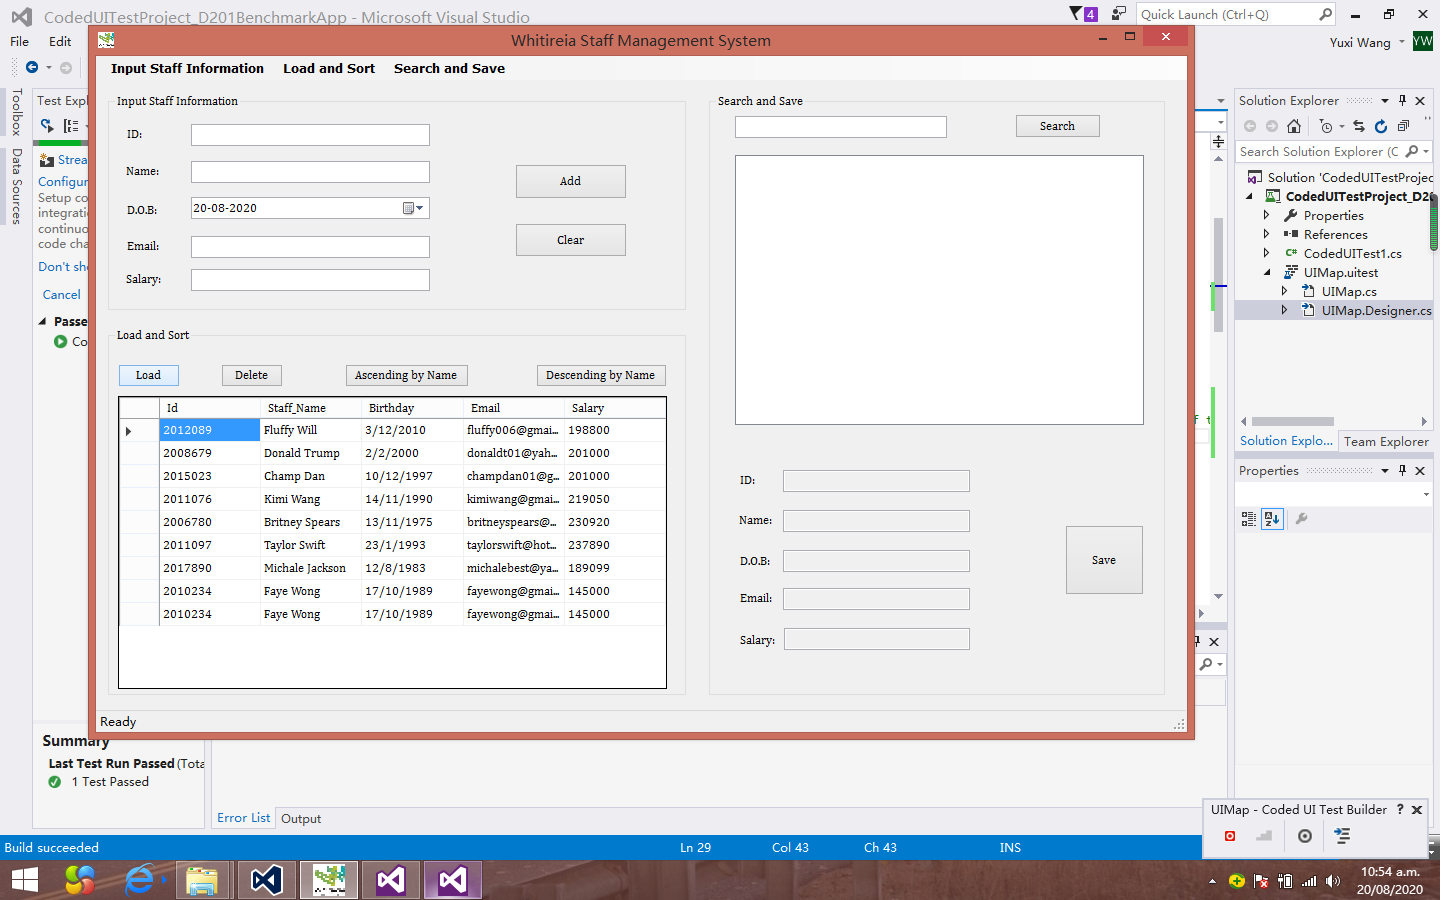 CodedUITestProject_D201BenchmarkApp - Microsoft Visual Studio
4
Quick Launch (Ctrl+Q)
File Edit
Yuxi Wang
YW
Whitireia Staff Management System
Input Staff Information Load and Sort Search and Save
Toolbox
Data Sources
Test Expl
Strea
Configur
Setup co
integratio
continuo
code cha
Don't sho
Cancel
Passe
Co
Input Staff Information
ID:
Name:
D.O.B: 20-08-2020
Email:
Salary:
Add
Clear
Load and Sort
Load Delete Ascending by Name Descending by Name
Id Staff_Name Birthday Email Salary
2012089 Fluffy Will 3/12/2010 fluffy006@gmai... 198800
2008679 Donald Trump 2/2/2000 donaldt01@yah... 201000
2015023 Champ Dan 10/12/1997 champdan01@g... 201000
2011076 Kimi Wang 14/11/1990 kimiwang@gmai... 219050
2006780 Britney Spears 13/11/1975 britneyspears@... 230920
2011097 Taylor Swift 23/1/1993 taylorswift@hot... 237890
2017890 Michale Jackson 12/8/1983 michalebest@ya... 189099
2010234 Faye Wong 17/10/1989 fayewong@gmai... 145000
2010234 Faye Wong 17/10/1989 fayewong@gmai... 145000
Search and Save
Search
ID:
Name:
D.O.B:
Email:
Salary:
Save
Ready
Solution Explorer
Search Solution Explorer (C
Solution 'CodedUITestProjec
CodedUITestProject_D20
Properties
References
CodedUITest1.cs
UIMap.uitest
UIMap.cs
UIMap.Designer.cs
Solution Explo... Team Explorer
Properties
Summary
Last Test Run Passed (Tota
1 Test Passed
Error List Output
UIMap - Coded UI Test Builder
Build succeeded Ln 29 Col 43 Ch 43 INS
10:54 a.m.
20/08/2020